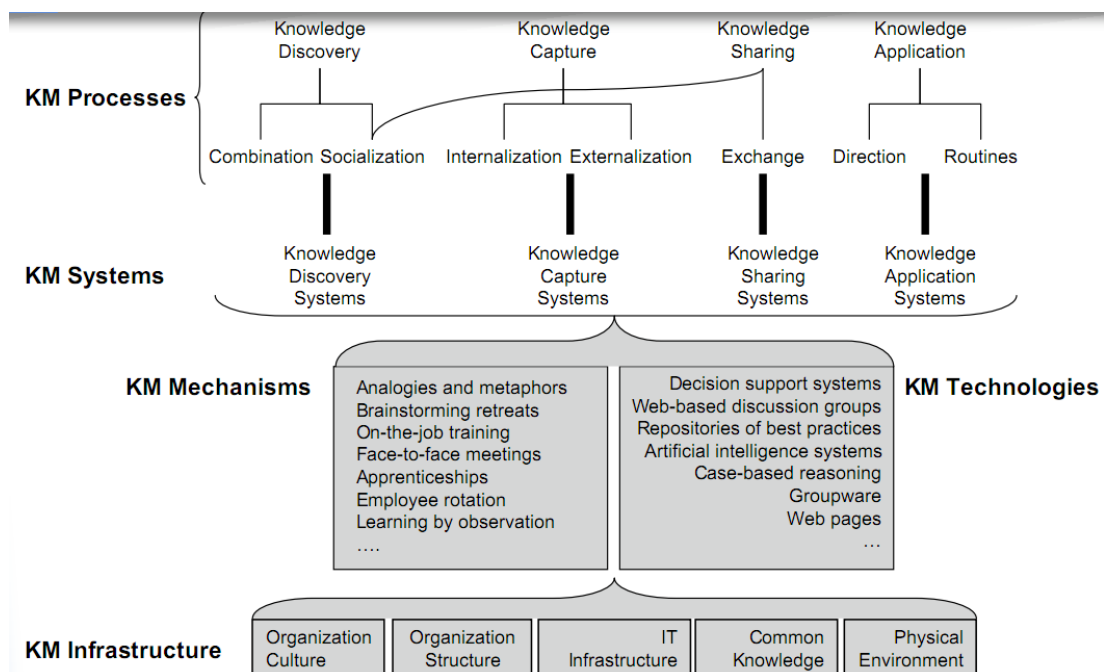 Knowledge Discovery
Knowledge Capture
Knowledge Sharing
Knowledge Application
KM Processes
Combination Socialization
Internalization Externalization
Exchange
Direction
Routines
KM Systems
Knowledge Discovery Systems
Knowledge Capture Systems
Knowledge Sharing Systems
Knowledge Application Systems
KM Mechanisms
Analogies and metaphors
Brainstorming retreats
On-the-job training
Face-to-face meetings
Apprenticeships
Employee rotation
Learning by observation
....
Decision support systems
Web-based discussion groups
Repositories of best practices
Artificial intelligence systems
Case-based reasoning
Groupware
Web pages
...
KM Technologies
KM Infrastructure
Organization Culture
Organization Structure
IT Infrastructure
Common Knowledge
Physical Environment